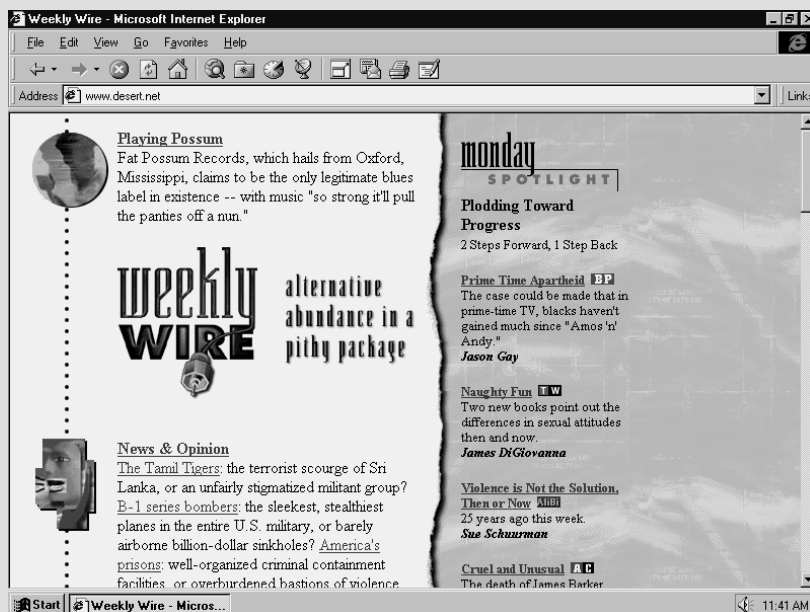 Weekly Wire - Microsoft Internet Explorer
File Edit View Go Favorites Help
Address www.desert.net Links
Playing Possum
Fat Possum Records, which hails from Oxford,
Mississippi, claims to be the only legitimate blues
label in existence -- with music "so strong it'll pull
the panties off a nun."
weekly
WIRE
alternative
abundance in a
pithy package
News & Opinion
The Tamil Tigers: the terrorist scourge of Sri
Lanka, or an unfairly stigmatized militant group?
B-1 series bombers: the sleekest, stealthiest
planes in the entire U.S. military, or barely
airborne billion-dollar sinkholes? America's
prisons: well-organized criminal containment
facilities, or overburdened bastions of violence
monday
SPOTLIGHT
Plodding Toward
Progress
2 Steps Forward, 1 Step Back
Prime Time Apartheid BP
The case could be made that in
prime-time TV, blacks haven't
gained much since "Amos 'n'
Andy."
Jason Gay
Naughty Fun TW
Two new books point out the
differences in sexual attitudes
then and now.
James DiGiovanna
Violence is Not the Solution,
Then or Now AliBi
25 years ago this week.
Sue Schuurman
Cruel and Unusual AC
The death of James Barker
Start Weekly Wire - Micros... 11:41 AM